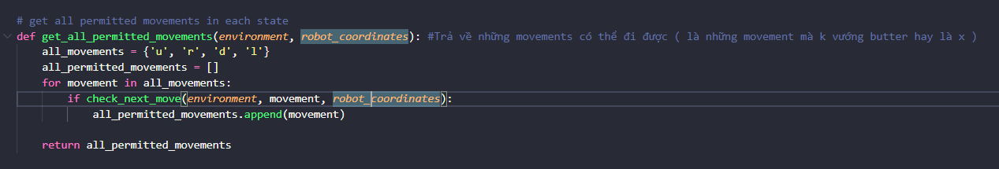 # get all permitted movements in each state
def get_all_permitted_movements(environment, robot_coordinates): #Trả về những movements có thể đi được ( là những movement mà k vướng butter hay là x )
    all_movements = {'u', 'r', 'd', 'l'}
    all_permitted_movements = []
    for movement in all_movements:
        if check_next_move(environment, movement, robot_coordinates):
            all_permitted_movements.append(movement)
    return all_permitted_movements